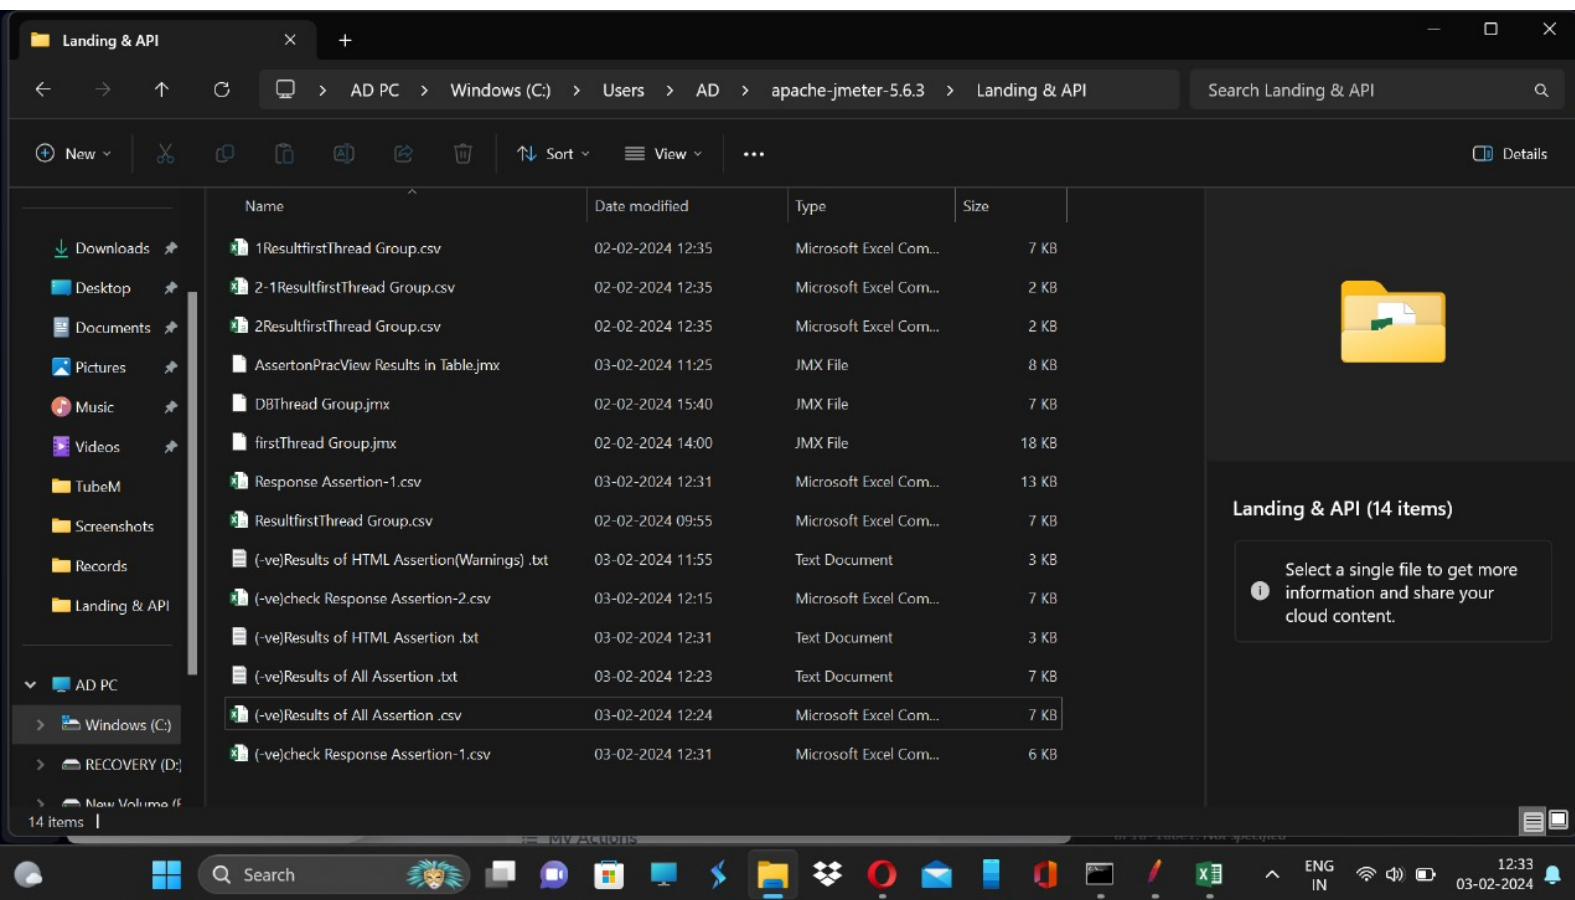 Landing & API
AD PC > Windows (C:) > Users > AD > apache-jmeter-5.6.3 > Landing & API
Search Landing & API
New
Sort
View
Details
Name Date modified Type Size
Downloads
Desktop
Documents
Pictures
Music
Videos
TubeM
Screenshots
Records
Landing & API
AD PC
Windows (C:)
RECOVERY (D:)
New Volume (E
1ResultfirstThread Group.csv 02-02-2024 12:35 Microsoft Excel Com... 7 KB
2-1ResultfirstThread Group.csv 02-02-2024 12:35 Microsoft Excel Com... 2 KB
2ResultfirstThread Group.csv 02-02-2024 12:35 Microsoft Excel Com... 2 KB
AssertonPracView Results in Table.jmx 03-02-2024 11:25 JMX File 8 KB
DBThread Group.jmx 02-02-2024 15:40 JMX File 7 KB
firstThread Group.jmx 02-02-2024 14:00 JMX File 18 KB
Response Assertion-1.csv 03-02-2024 12:31 Microsoft Excel Com... 13 KB
ResultfirstThread Group.csv 02-02-2024 09:55 Microsoft Excel Com... 7 KB
(-ve)Results of HTML Assertion(Warnings) .txt 03-02-2024 11:55 Text Document 3 KB
(-ve)check Response Assertion-2.csv 03-02-2024 12:15 Microsoft Excel Com... 7 KB
(-ve)Results of HTML Assertion .txt 03-02-2024 12:31 Text Document 3 KB
(-ve)Results of All Assertion .txt 03-02-2024 12:23 Text Document 7 KB
(-ve)Results of All Assertion .csv 03-02-2024 12:24 Microsoft Excel Com... 7 KB
(-ve)check Response Assertion-1.csv 03-02-2024 12:31 Microsoft Excel Com... 6 KB
Landing & API (14 items)
Select a single file to get more
information and share your
cloud content.
14 items
My Actions
Search
ENG
IN
12:33
03-02-2024